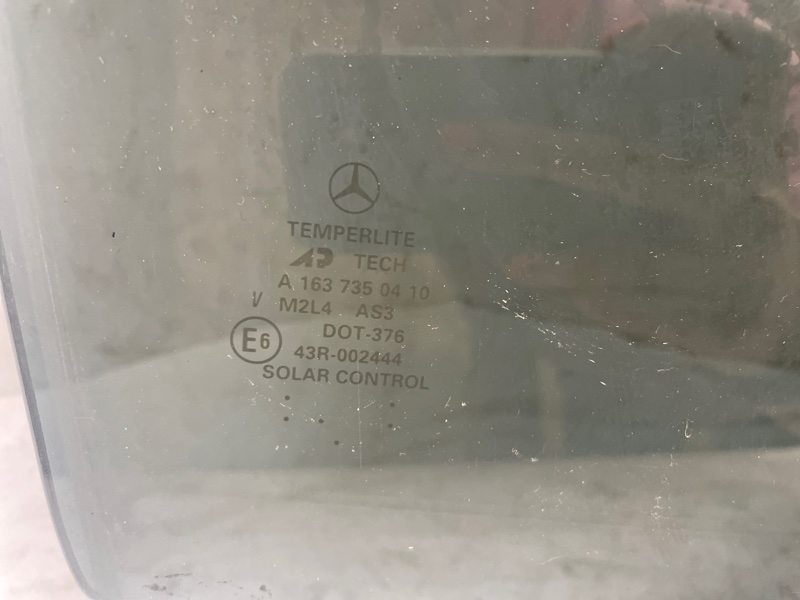 TEMPERLITE
AP TECH
A 163 735 04 10
V M2L4 AS3
DOT-376
E6 43R-002444
SOLAR CONTROL